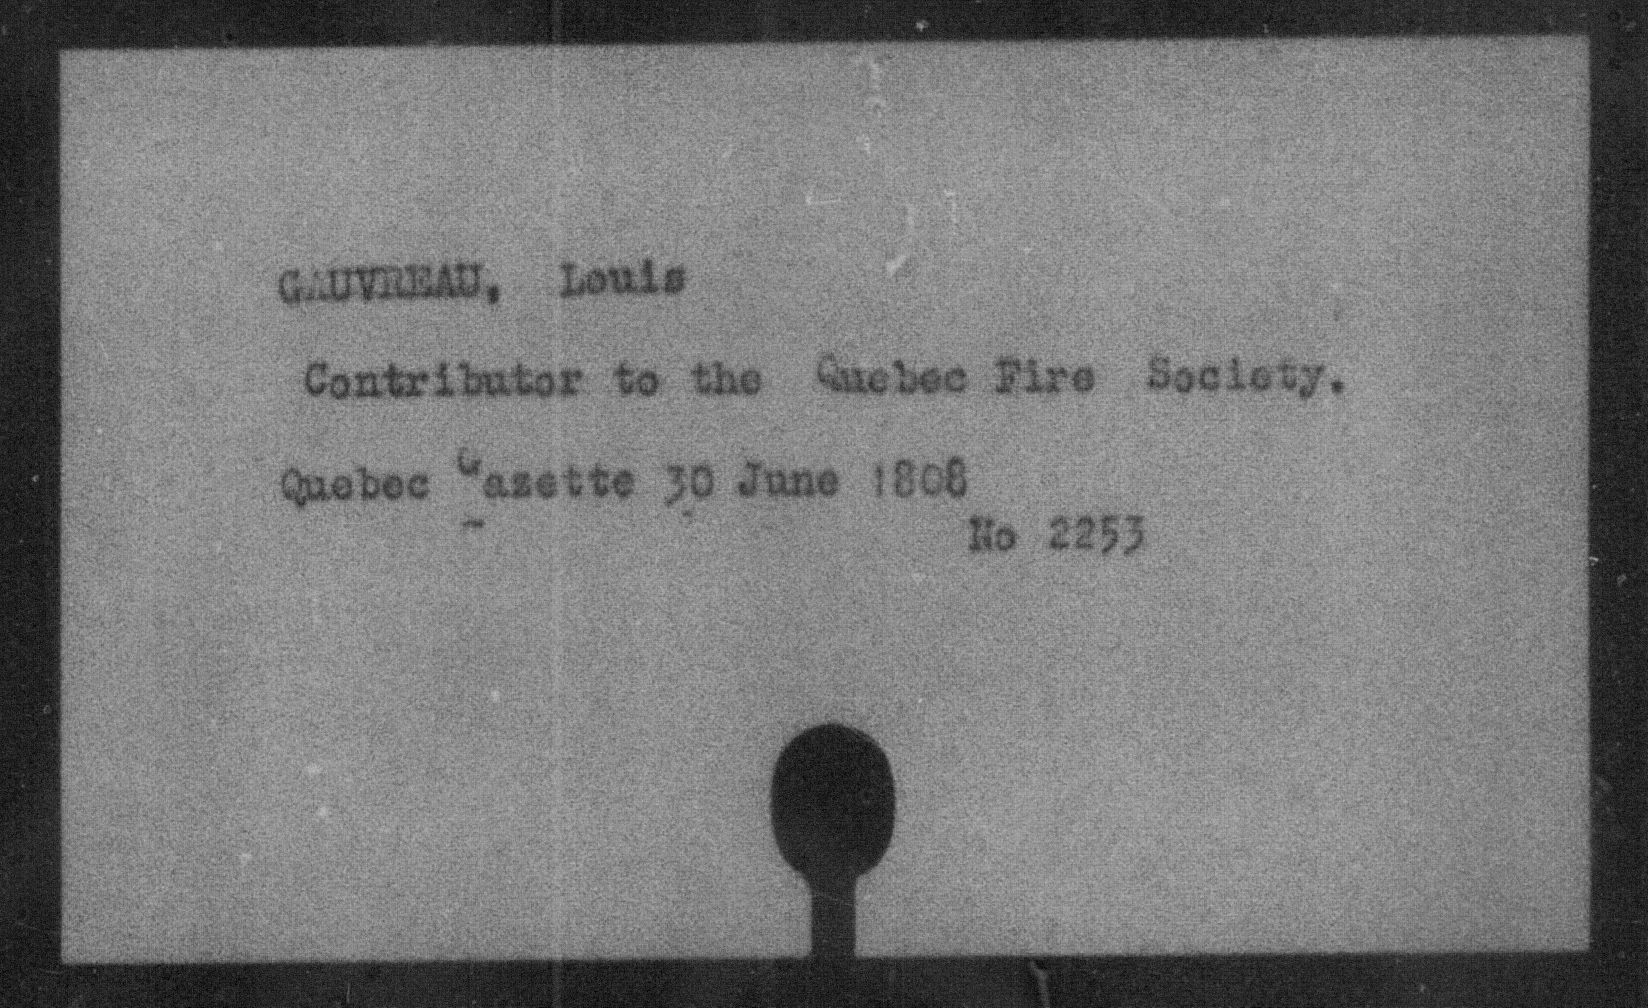 GAUVREAU, Louis
Contributor to the Quebec Fire Society.
Quebec Gazette 30 June 1808
No 2253